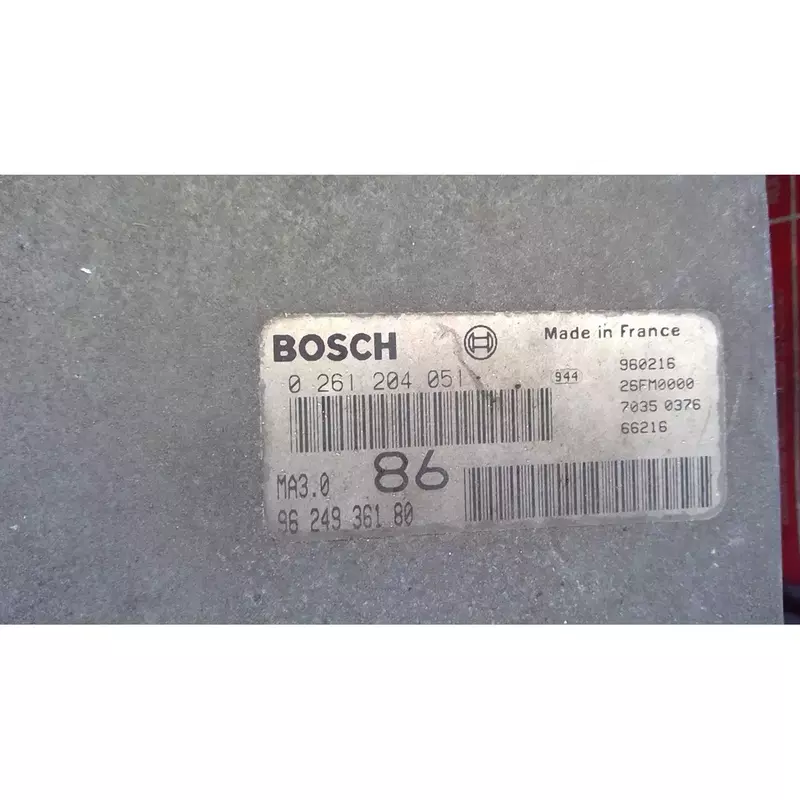 BOSCH
Made in France
0 261 204 051
944
960216
26FM0000
7035 0376
66216
MA3.0
86
96 249 361 80